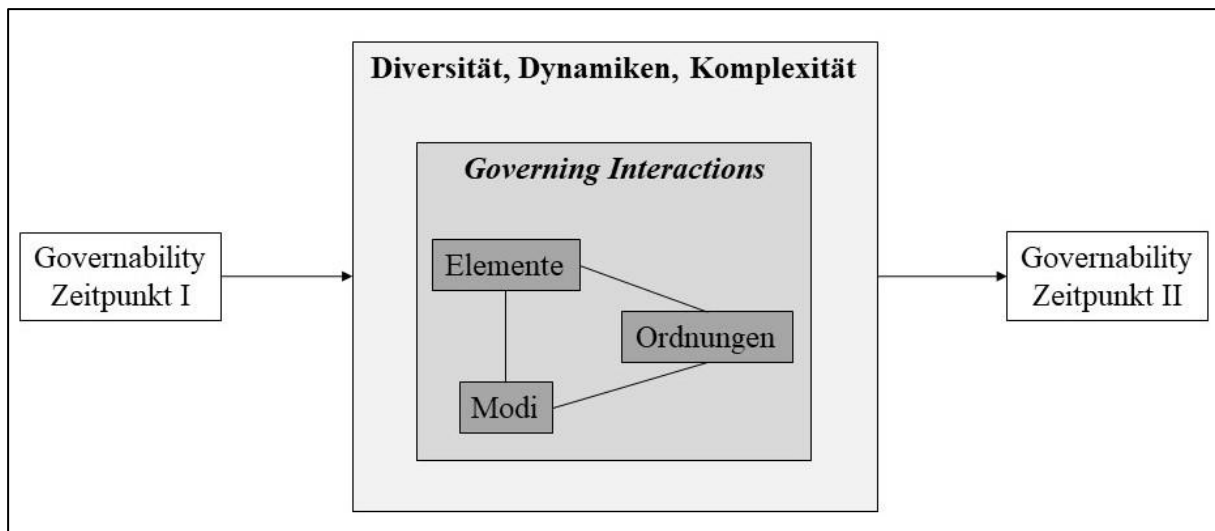 Diversität, Dynamiken, Komplexität
Governing Interactions
Governability
Zeitpunkt I
Elemente
Ordnungen
Modi
Governability
Zeitpunkt II